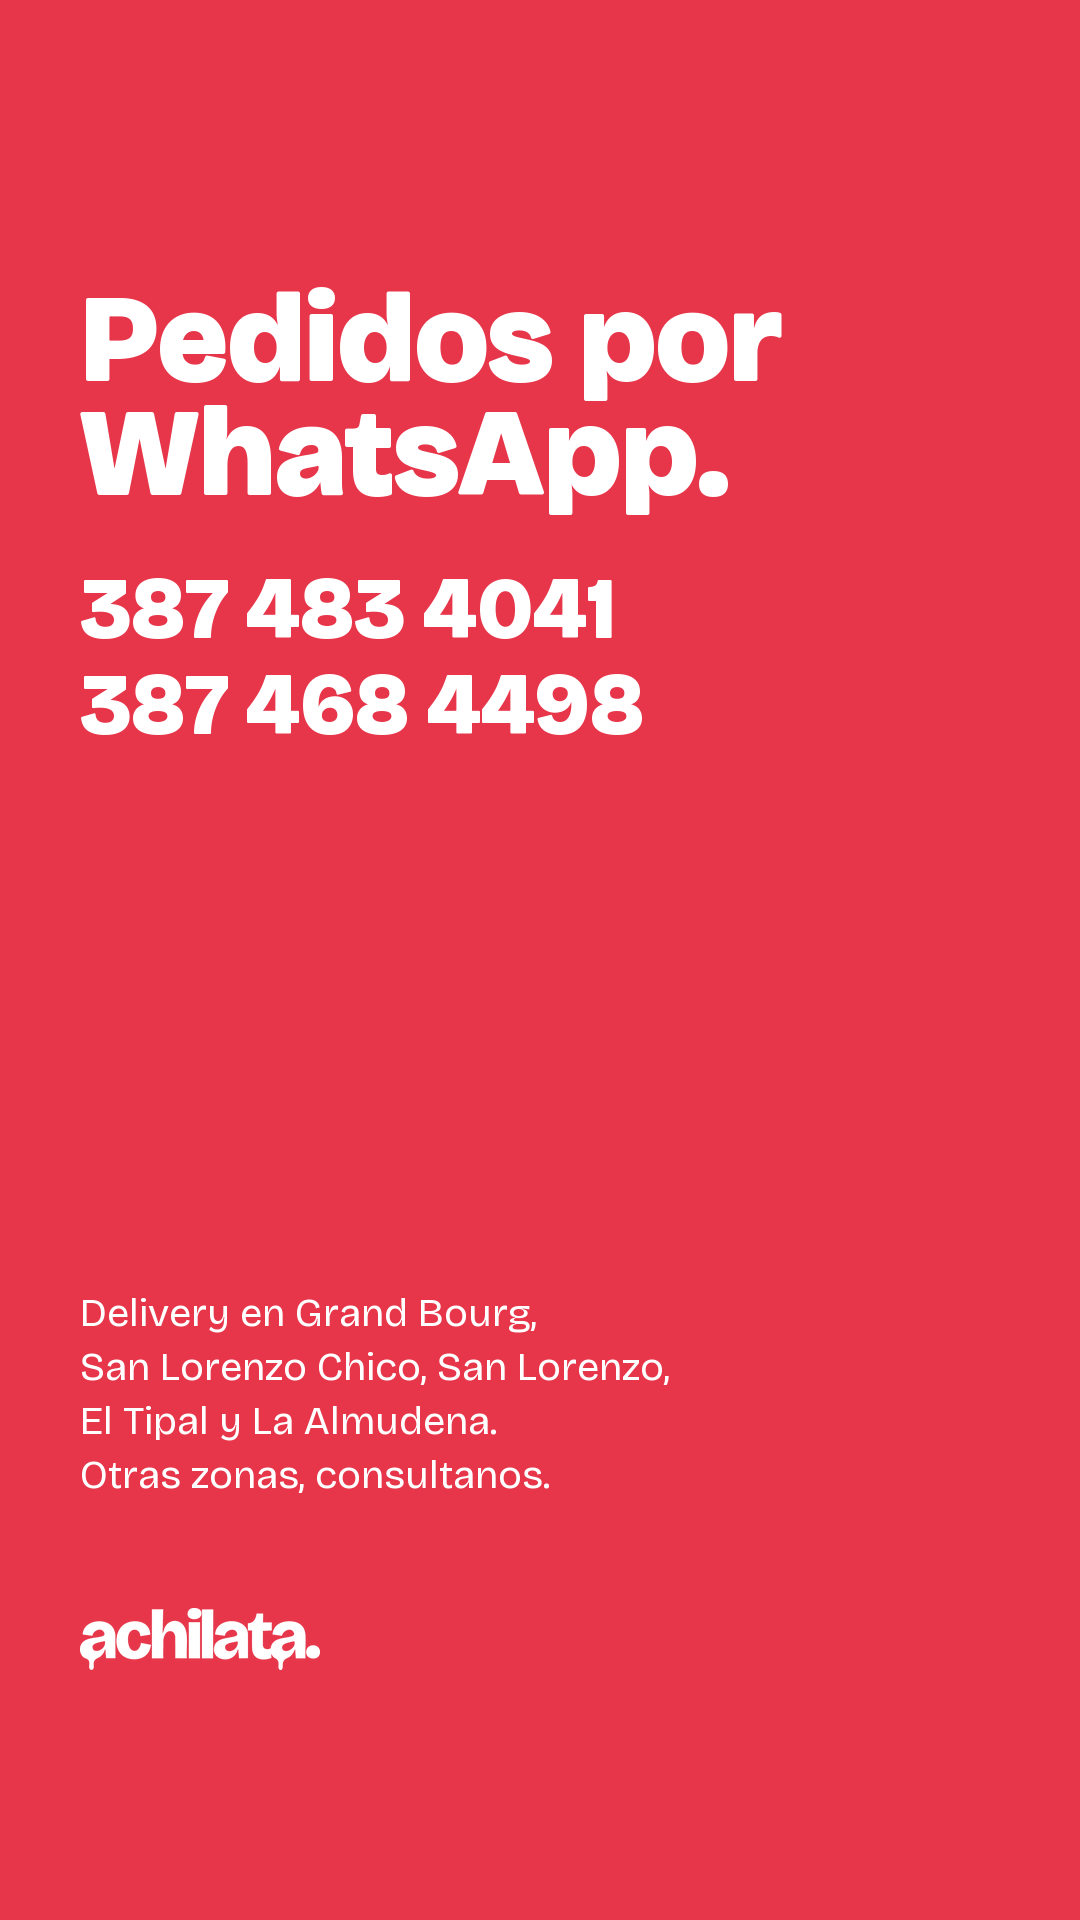 Pedidos por
WhatsApp.
387 483 4041
387 468 4498
Delivery en Grand Bourg,
San Lorenzo Chico, San Lorenzo,
El Tipal y La Almudena.
Otras zonas, consultanos.
achilata.